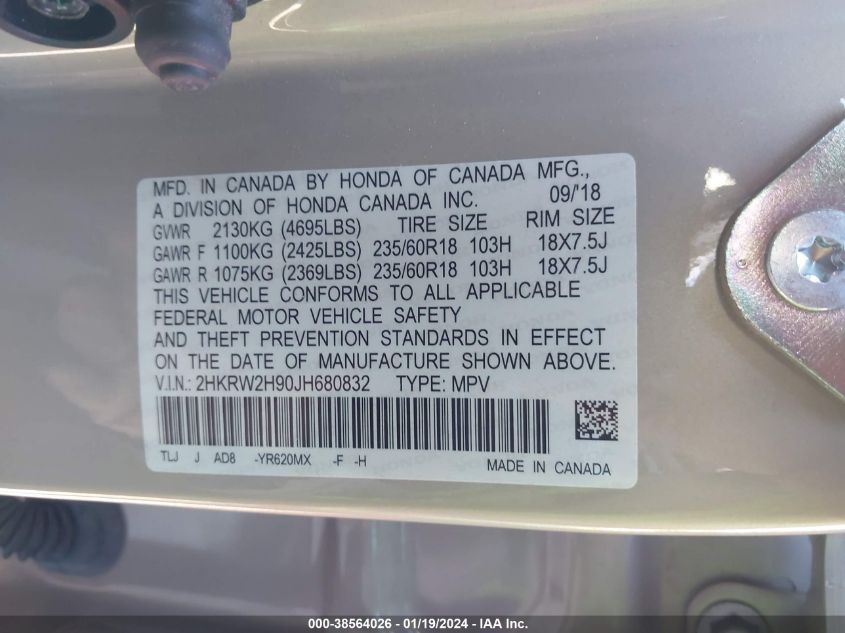 MFD. IN CANADA BY HONDA OF CANADA MFG.,
A DIVISION OF HONDA CANADA INC. 09/'18
GVWR 2130KG (4695LBS) TIRE SIZE RIM SIZE
GAWR F 1100KG (2425LBS) 235/60R18 103H 18X7.5J
GAWR R 1075KG (2369LBS) 235/60R18 103H 18X7.5J
THIS VEHICLE CONFORMS TO ALL APPLICABLE
FEDERAL MOTOR VEHICLE SAFETY
AND THEFT PREVENTION STANDARDS IN EFFECT
ON THE DATE OF MANUFACTURE SHOWN ABOVE.
V.I.N.: 2HKRW2H90JH680832 TYPE: MPV
TLJ J AD8 -YR620MX -F -H MADE IN CANADA
000-38564026 - 01/19/2024 - IAA Inc.